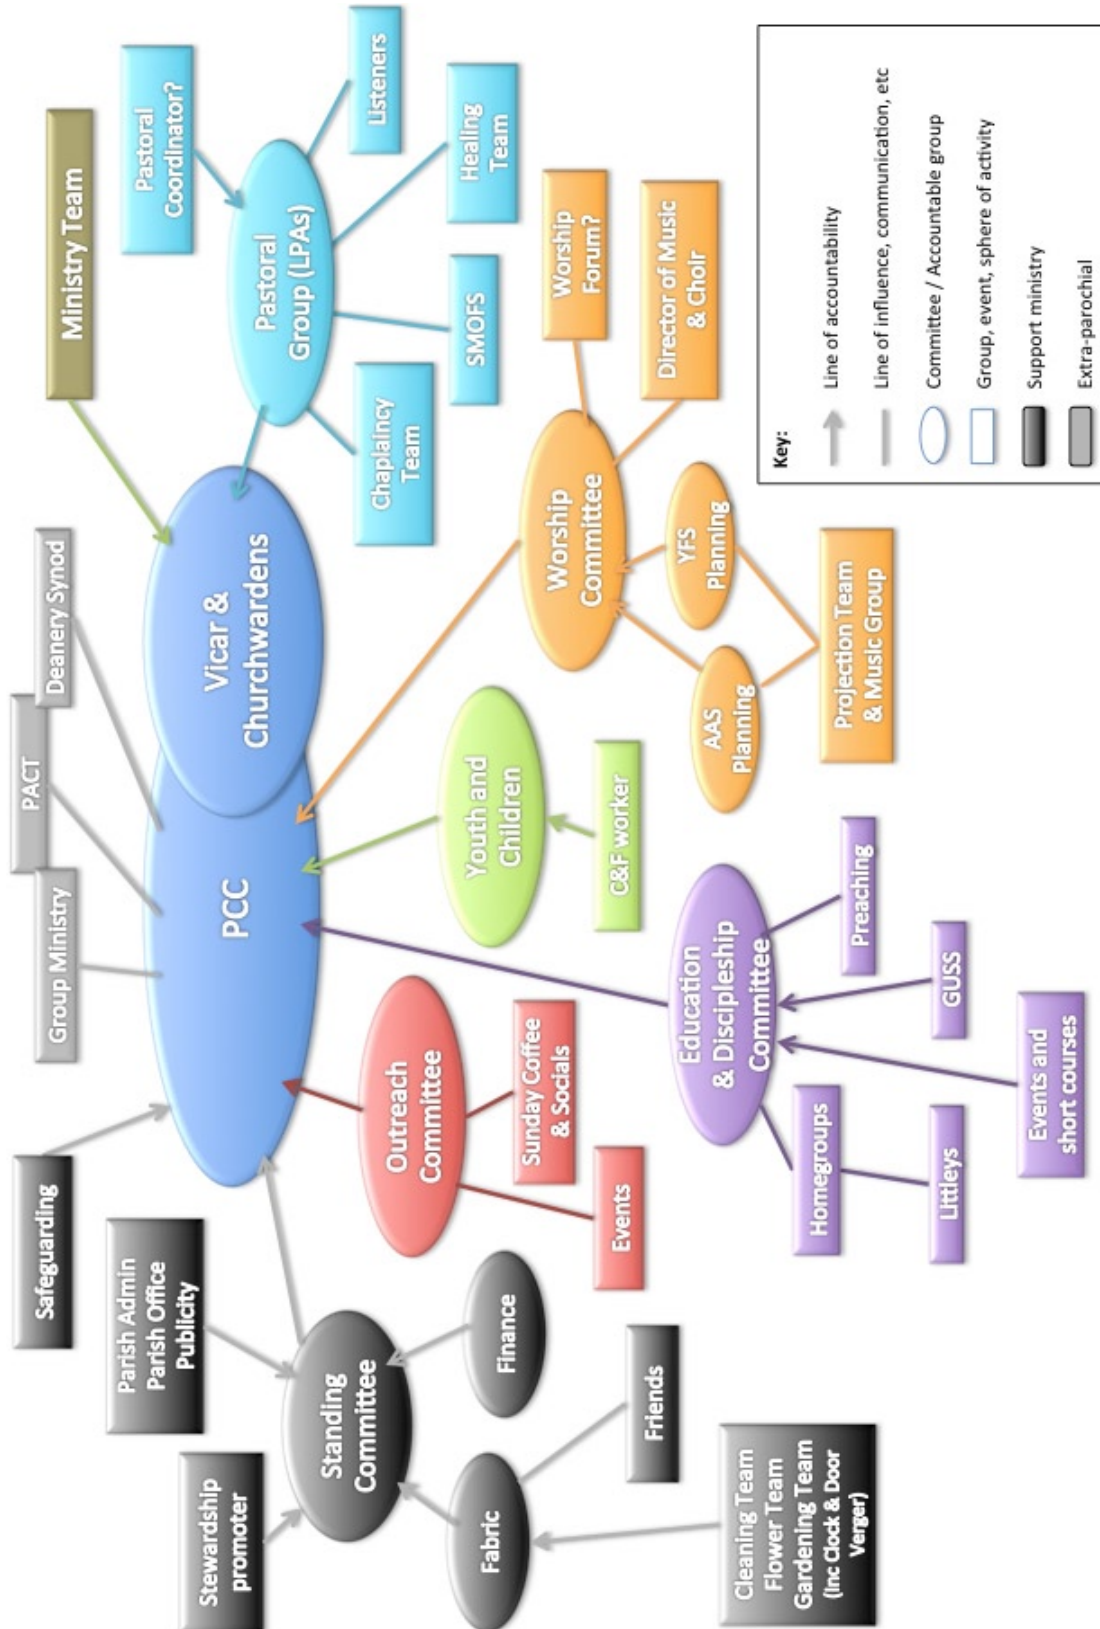 Safeguarding
Group Ministry
PACT
Deanery Synod
Ministry Team
Parish Admin
Parish Office
Publicity
Stewardship
promoter
PCC
Vicar &
Churchwardens
Pastoral
Coordinator?
Pastoral
Group (LPAs)
Listeners
Standing
Committee
Finance
Fabric
Friends
Cleaning Team
Flower Team
Gardening Team
(Inc Clock & Door
Verger)
Outreach
Committee
Sunday Coffee
& Socials
Events
Youth and
Children
C&F worker
Chaplaincy
Team
SMOFS
Healing
Team
Worship
Committee
Worship
Forum?
Director of Music
& Choir
AAS
Planning
YFS
Planning
Projection Team
& Music Group
Education
& Discipleship
Committee
Homegroups
Littleys
Preaching
GUSS
Events and
short courses
Key:
Line of accountability
Line of influence, communication, etc
Committee / Accountable group
Group, event, sphere of activity
Support ministry
Extra-parochial